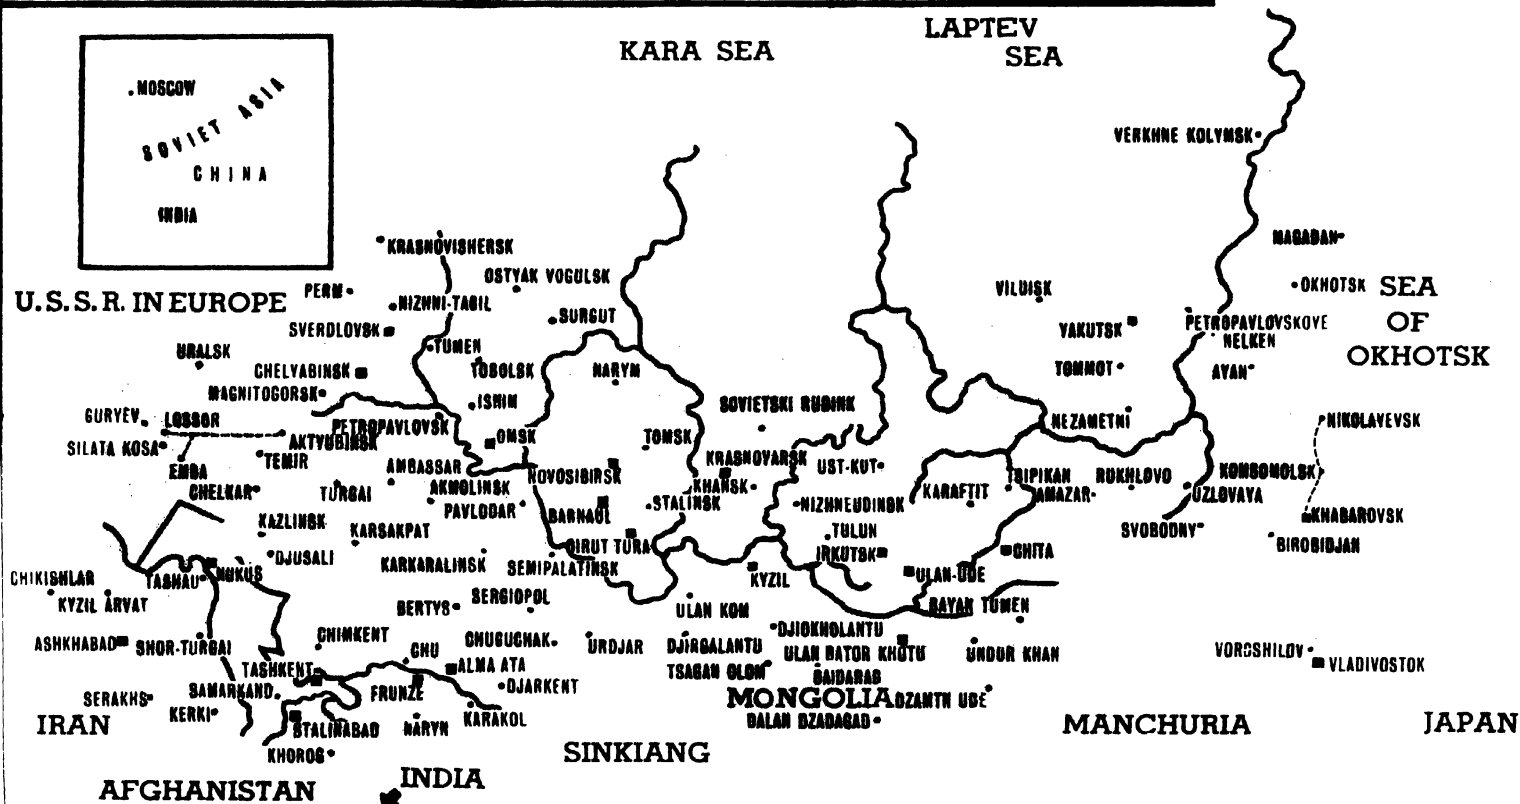 LAPTEV
SEA
KARA SEA
.MOSCOW
SOVIET ASIA
CHINA
INDIA
VERKHNE KOLYMSK
KRASNOVISHERSK
MAGADAN
OSTYAK VOGULSK
U.S.S.R. IN EUROPE
PERM
NIZHNI-TAGIL
VILUISK
OKHOTSK
SEA
OF
OKHOTSK
SVERDLOVSK
SURGUT
YAKUTSK
PETROPAVLOVSKOYE
NELKEN
URALSK
TUMEN
CHELYABINSK
TOBOLSK
NARYM
TOMMOT
AYAN
MAGNITOGORSK
ISHIM
SOVIETSKI RUDINK
GURYEV
LOSSOR
PETROPAVLOVSK
NEZAMETNI
NIKOLAYEVSK
SILATA KOSA
AKTYUBINSK
OMSK
TOMSK
TEMIR
EMBA
AMBASSAR
NOVOSIBIRSK
KRASNOYARSK
UST-KUT
TSIPIKAN
RUKHLOVO
KOMSOMOLSK
CHELKAR
TURGAI
AKMOLINSK
KHANSK
KARAFTIT
AMAZAR
UZLOVAYA
PAVLODAR
BARNAUL
STALINSK
NIZHNEUDINSK
KAZLINSK
KARSAKPAT
TULUN
SVOBODNY
KHABAROVSK
DJUSALI
OIRUT TURA
IRKUTSK
CHITA
BIROBIDJAN
CHIKISHLAR
TASHAU
NUKUS
KARKARALINSK
SEMIPALATINSK
KYZIL
ULAN-UDE
KYZIL ARVAT
BERTYS
SERGIOPOL
ULAN KOM
BAYAN TUMEN
ASHKHABAD
SHOR-TURGAI
CHIMKENT
CHUGUCHAK
URDJAR
DJIRGALANTU
DJIOKHOLANTU
ULAN BATOR KHOTU
UNDUR KHAN
VOROSHILOV
VLADIVOSTOK
TASHKENT
CHU
ALMA ATA
TSAGAN OLOM
SAIDARAB
SERAKHS
SAMARKAND
FRUNZE
DJARKENT
MONGOLIA
DZAMTN UDE
KERKI
IRAN
STALINABAD
NARYN
KARAKOL
DALAN DZADAGAD
MANCHURIA
JAPAN
KHOROG
SINKIANG
AFGHANISTAN
INDIA